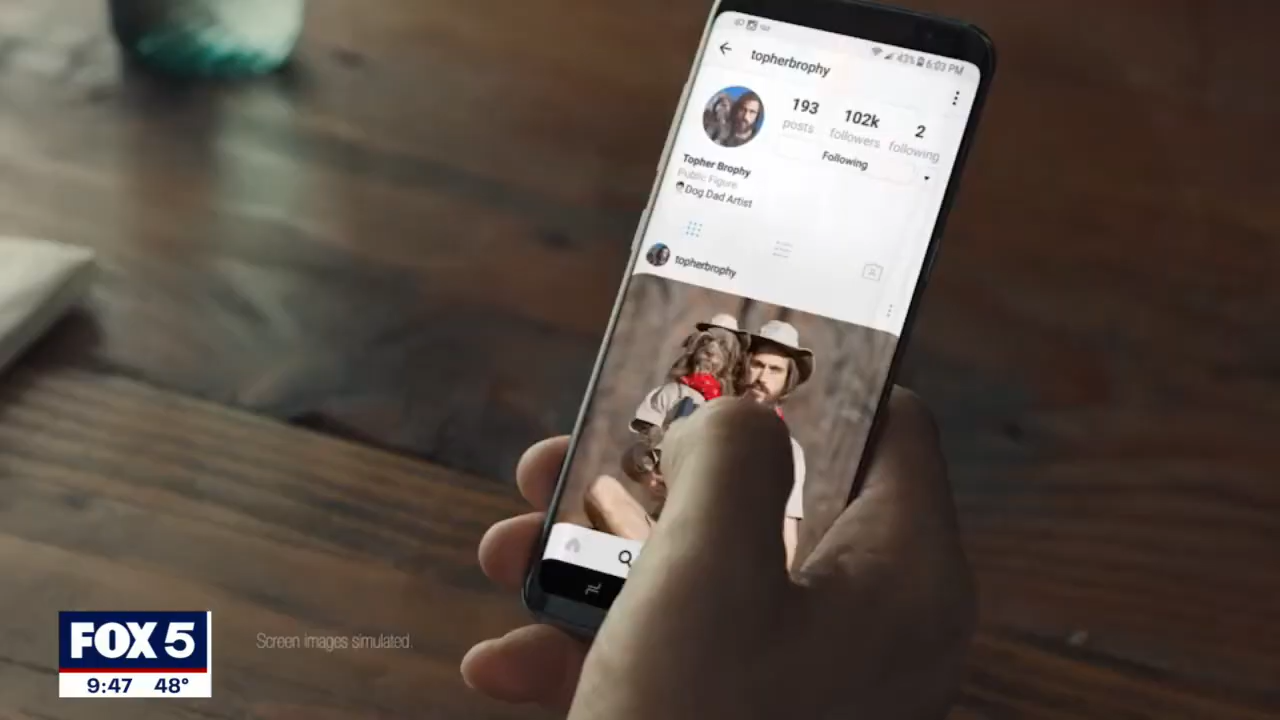 topherbrophy
43% 6:03 PM
193
posts
102k
followers
2
following
Following
Topher Brophy
Public Figure
Dog Dad Artist
topherbrophy
FOX 5
9:47 48°
Screen images simulated.